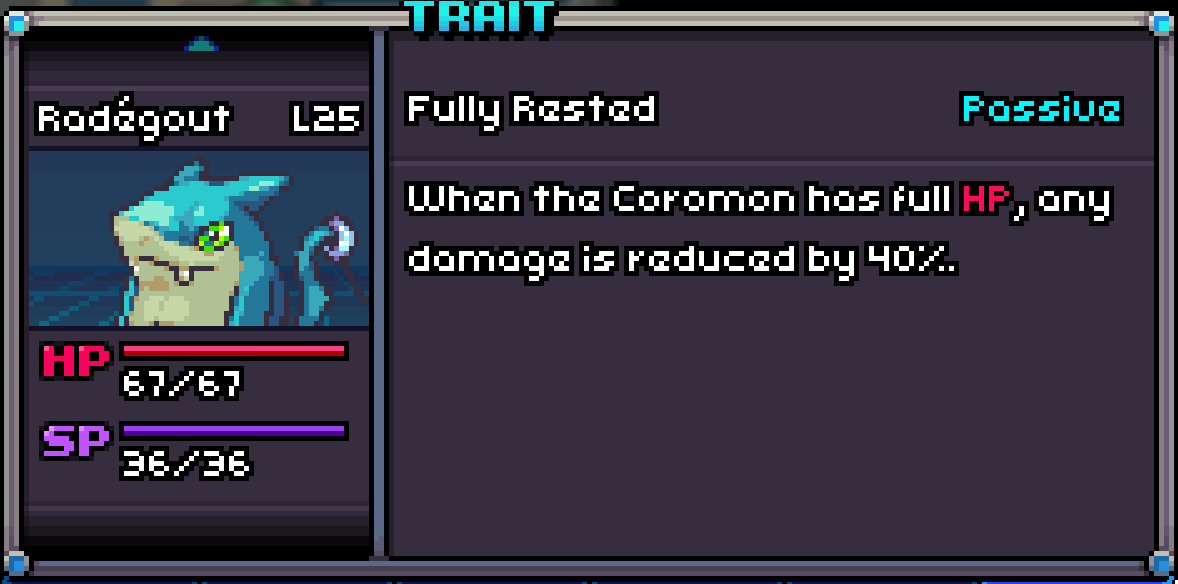 TRAIT
Radégout L25
Fully Rested Passive
When the Coromon has full HP, any
damage is reduced by 40%.
HP
67/67
SP
36/36